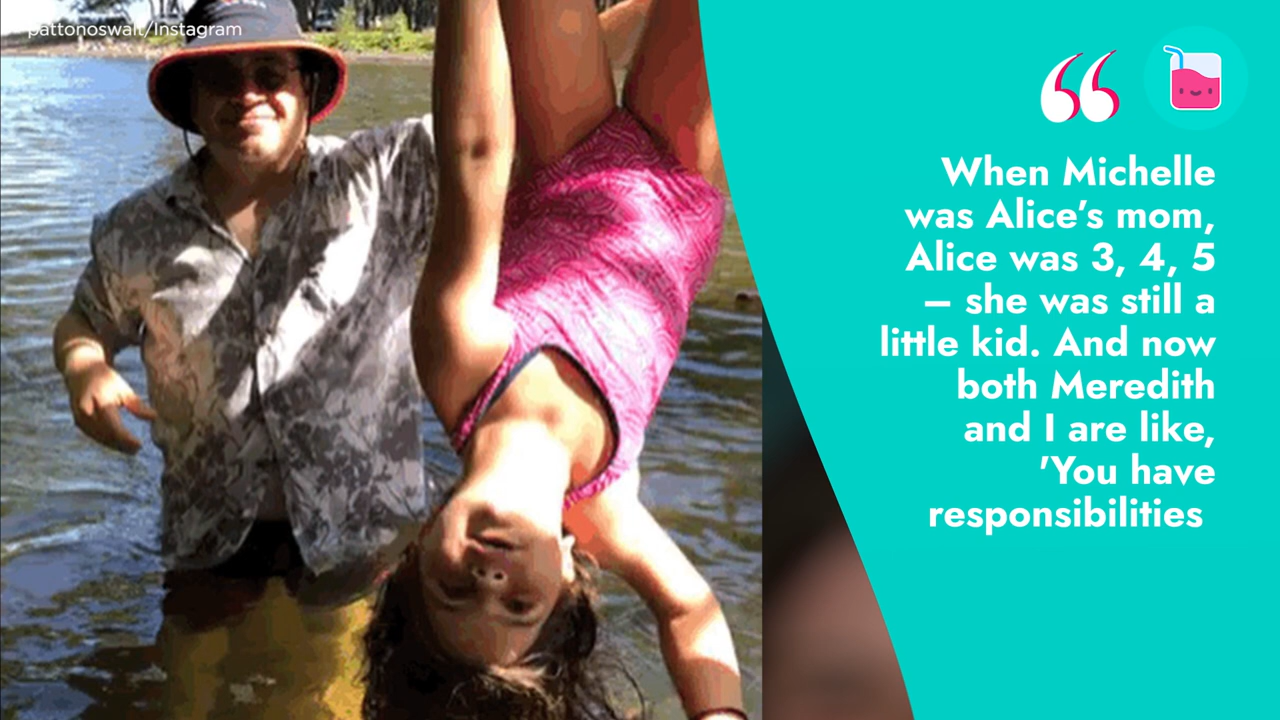 pattonoswalt/Instagram
“
When Michelle
was Alice’s mom,
Alice was 3, 4, 5
– she was still a
little kid. And now
both Meredith
and I are like,
'You have
responsibilities